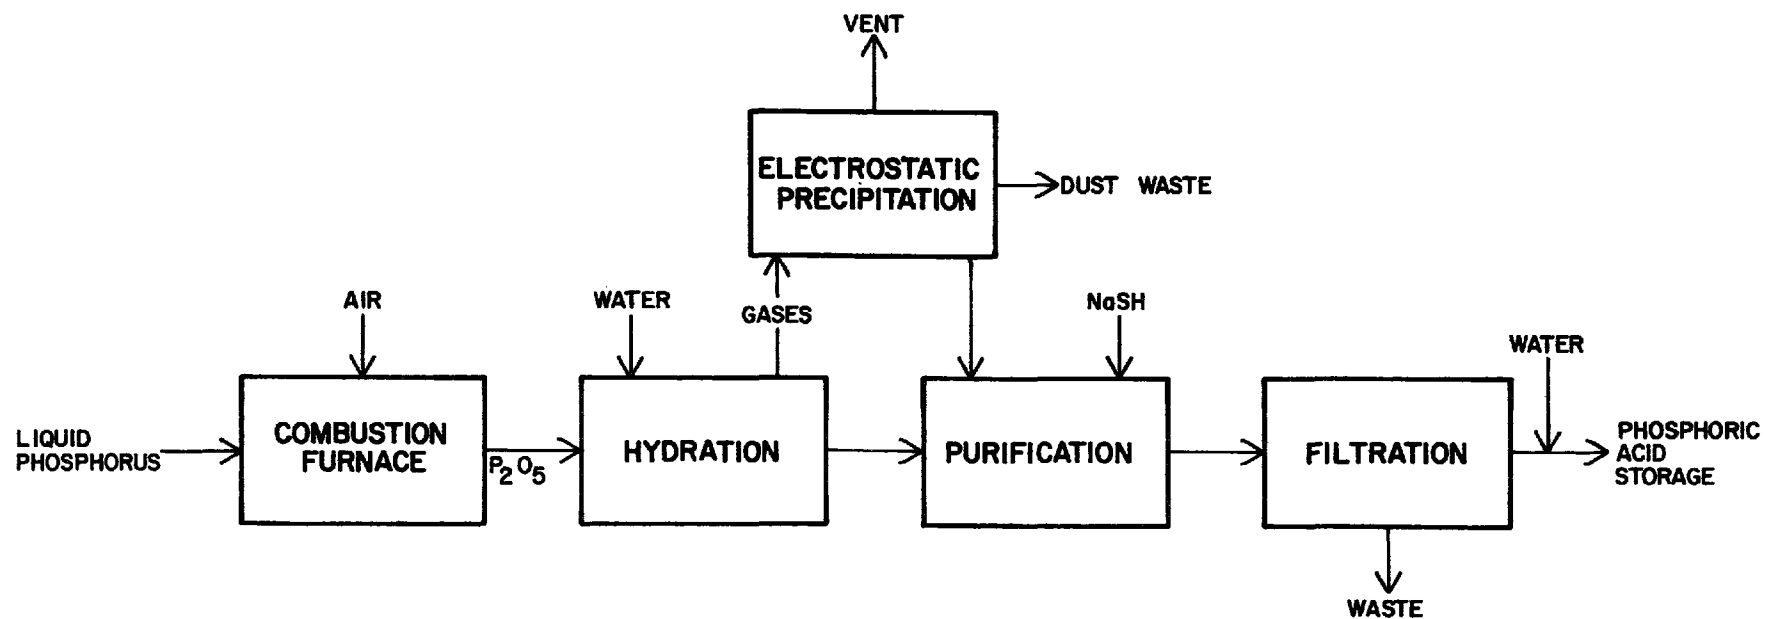 VENT
ELECTROSTATIC
PRECIPITATION
DUST WASTE
AIR
WATER
GASES
NaSH
WATER
LIQUID
PHOSPHORUS
COMBUSTION
FURNACE
P2O5
HYDRATION
PURIFICATION
FILTRATION
PHOSPHORIC
ACID
STORAGE
WASTE